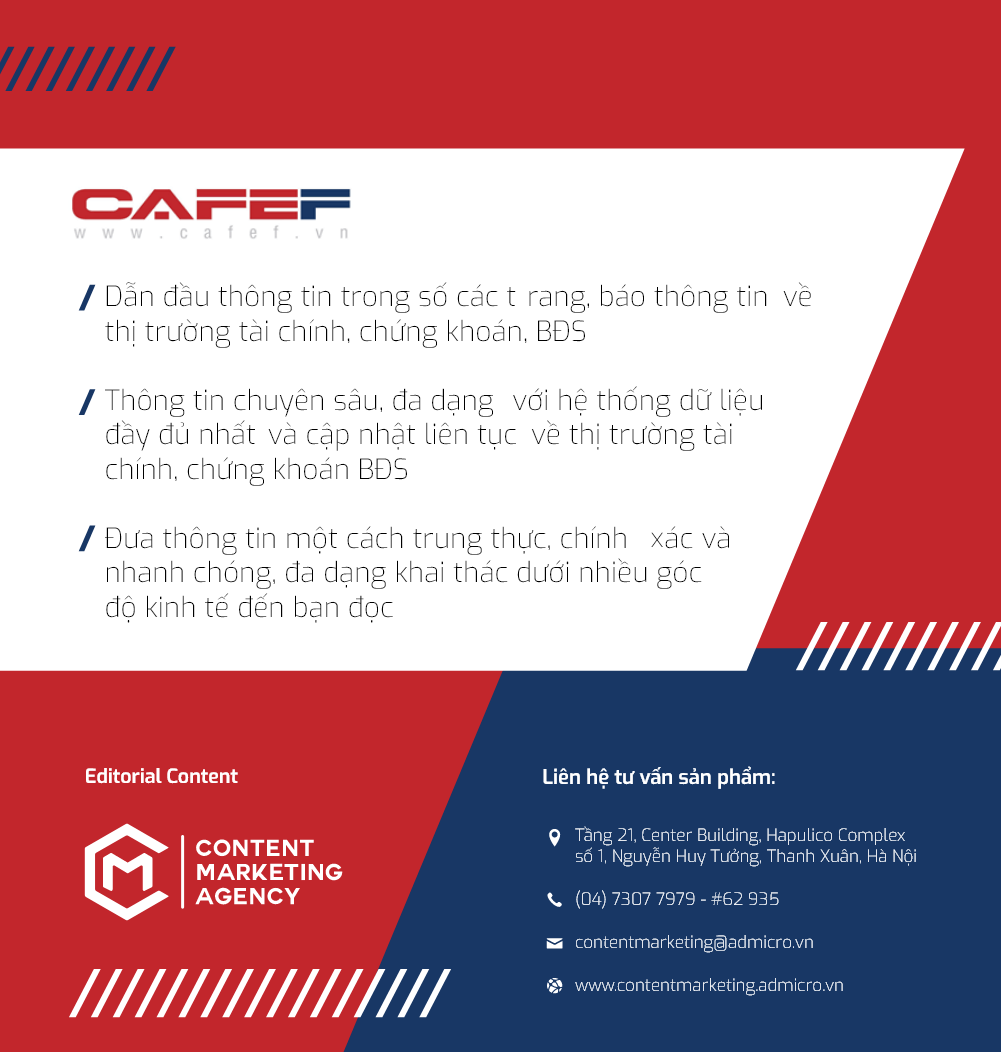 CAFEF
www.cafef.vn
Dẫn đầu thông tin trong số các t rang, báo thông tin về
thị trường tài chính, chứng khoán, BĐS
Thông tin chuyên sâu, đa dạng với hệ thống dữ liệu
đầy đủ nhất và cập nhật liên tục về thị trường tài
chính, chứng khoán BĐS
Đưa thông tin một cách trung thực, chính xác và
nhanh chóng, đa dạng khai thác dưới nhiều góc
độ kinh tế đến bạn đọc
Editorial Content
CONTENT
MARKETING
AGENCY
Liên hệ tư vấn sản phẩm:
Tầng 21, Center Building, Hapulico Complex
số 1, Nguyễn Huy Tưởng, Thanh Xuân, Hà Nội
(04) 7307 7979 - #62 935
contentmarketing@admicro.vn
www.contentmarketing.admicro.vn